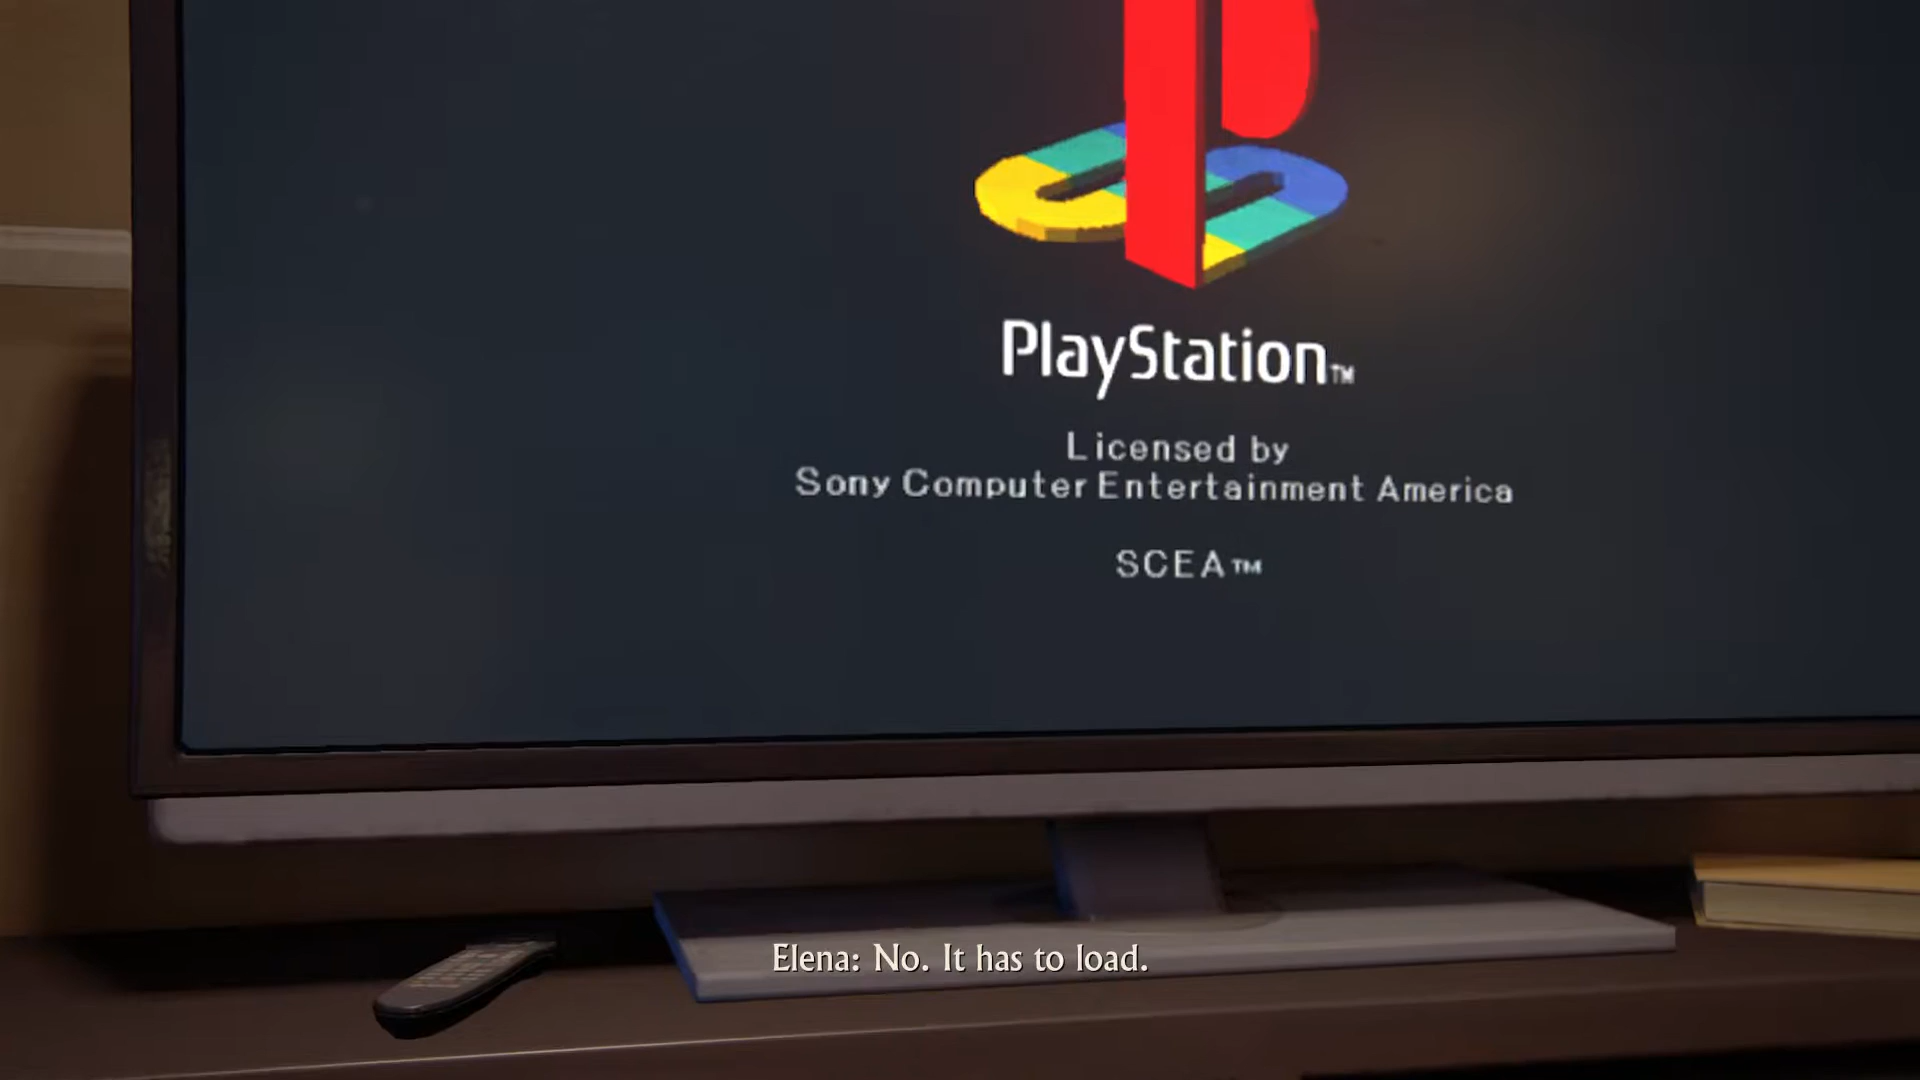 PlayStation™
Licensed by
Sony Computer Entertainment America
SCEA™
Elena: No. It has to load.